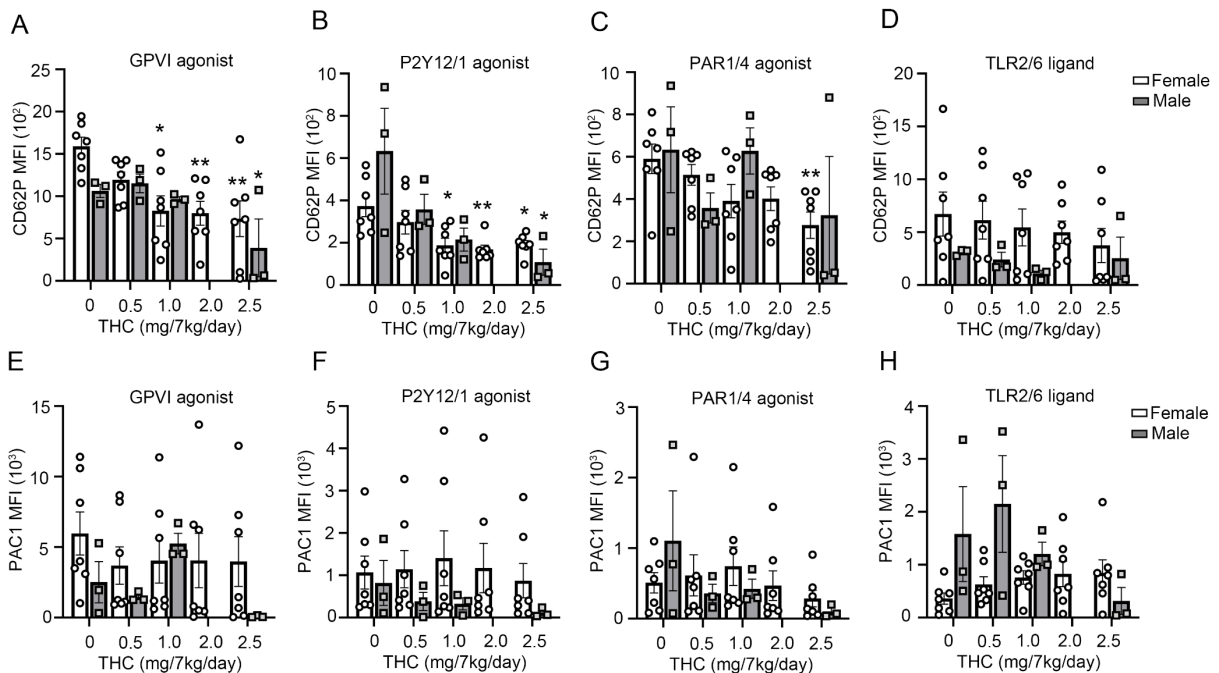 A
GPVI agonist
CD62P MFI (10²)
25
20
15
10
5
0
*
**
**
*
0 0.5 1.0 2.0 2.5
THC (mg/7kg/day)
B
P2Y12/1 agonist
CD62P MFI (10²)
10
8
6
4
2
0
*
**
*
*
0 0.5 1.0 2.0 2.5
THC (mg/7kg/day)
C
PAR1/4 agonist
CD62P MFI (10²)
10
8
6
4
2
0
**
0 0.5 1.0 2.0 2.5
THC (mg/7kg/day)
D
TLR2/6 ligand
CD62P MFI (10²)
20
15
10
5
0
0 0.5 1.0 2.0 2.5
THC (mg/7kg/day)
Female
Male
E
GPVI agonist
PAC1 MFI (10³)
15
10
5
0
0 0.5 1.0 2.0 2.5
THC (mg/7kg/day)
F
P2Y12/1 agonist
PAC1 MFI (10³)
5
4
3
2
1
0
0 0.5 1.0 2.0 2.5
THC (mg/7kg/day)
G
PAR1/4 agonist
PAC1 MFI (10³)
3
2
1
0
0 0.5 1.0 2.0 2.5
THC (mg/7kg/day)
H
TLR2/6 ligand
PAC1 MFI (10³)
4
3
2
1
0
0 0.5 1.0 2.0 2.5
THC (mg/7kg/day)
Female
Male